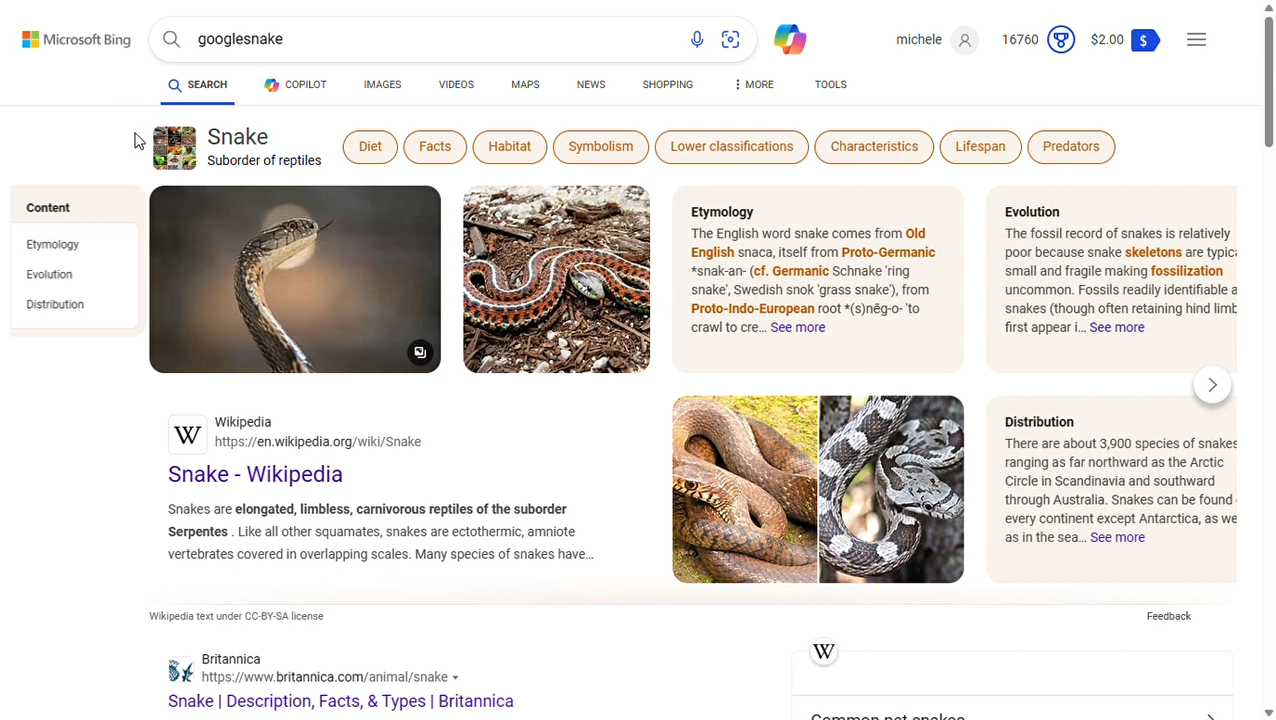 Microsoft Bing
googlesnake
michele
16760
$2.00
SEARCH
COPILOT
IMAGES
VIDEOS
MAPS
NEWS
SHOPPING
MORE
TOOLS
Snake
Suborder of reptiles
Diet
Facts
Habitat
Symbolism
Lower classifications
Characteristics
Lifespan
Predators
Content
Etymology
Evolution
Distribution
Etymology
The English word snake comes from Old
English snaca, itself from Proto-Germanic
*snak-an- (cf. Germanic Schnake 'ring
snake', Swedish snok 'grass snake'), from
Proto-Indo-European root *(s)nēg-o- 'to
crawl to cre... See more
Evolution
The fossil record of snakes is relatively
poor because snake skeletons are typica
small and fragile making fossilization
uncommon. Fossils readily identifiable a
snakes (though often retaining hind limb
first appear i... See more
Wikipedia
https://en.wikipedia.org/wiki/Snake
Snake - Wikipedia
Snakes are elongated, limbless, carnivorous reptiles of the suborder
Serpentes . Like all other squamates, snakes are ectothermic, amniote
vertebrates covered in overlapping scales. Many species of snakes have...
Distribution
There are about 3,900 species of snakes
ranging as far northward as the Arctic
Circle in Scandinavia and southward
through Australia. Snakes can be found
every continent except Antarctica, as we
as in the sea... See more
Wikipedia text under CC-BY-SA license
Feedback
Britannica
https://www.britannica.com/animal/snake
Snake | Description, Facts, & Types | Britannica
W
Common pet snakes